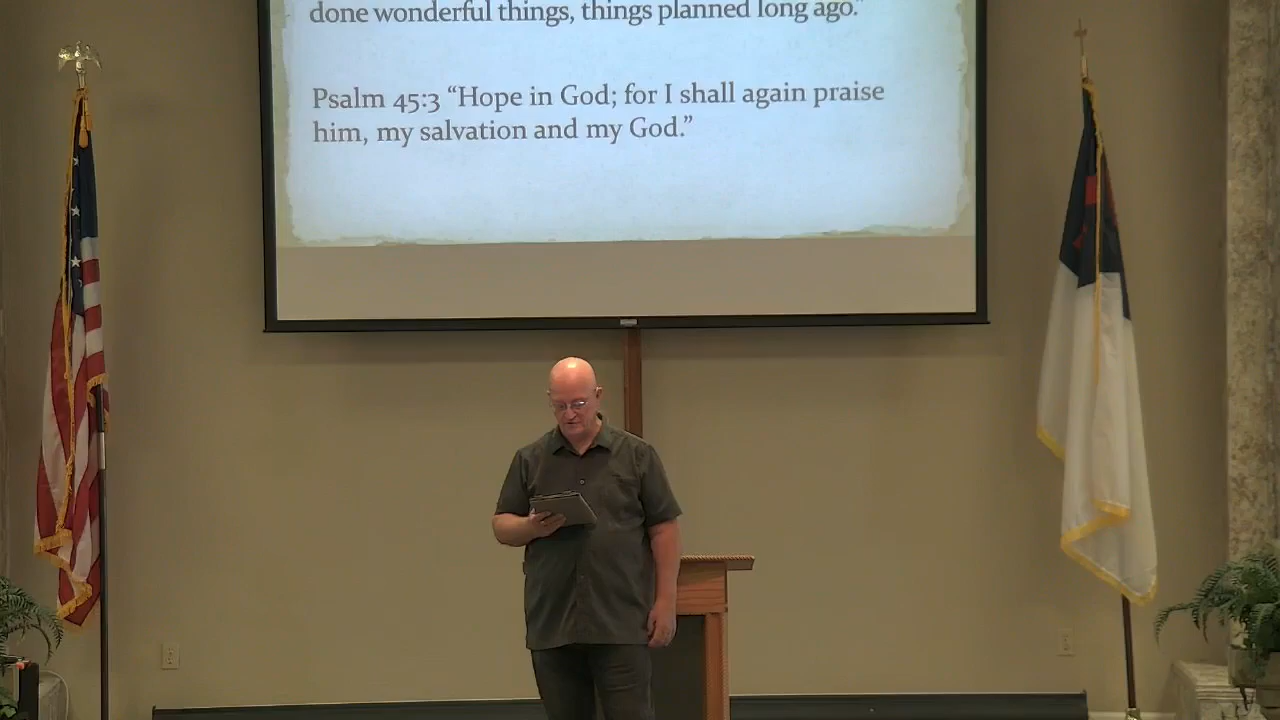 done wonderful things, things planned long ago.”
Psalm 45:3 “Hope in God; for I shall again praise
him, my salvation and my God.”